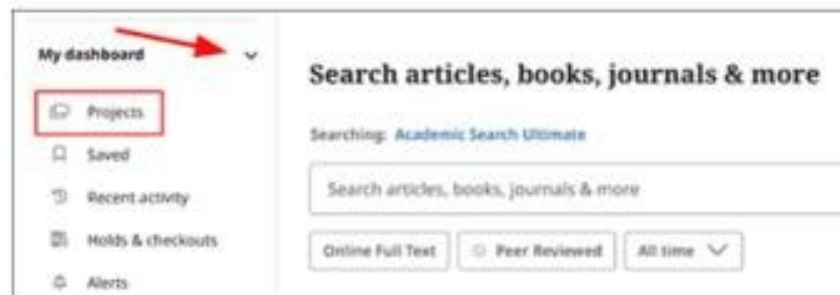 My dashboard
Projects
Saved
Recent activity
Holds & checkouts
Alerts
Search articles, books, journals & more
Searching: Academic Search Ultimate
Search articles, books, journals & more
Online Full Text
Peer Reviewed
All time